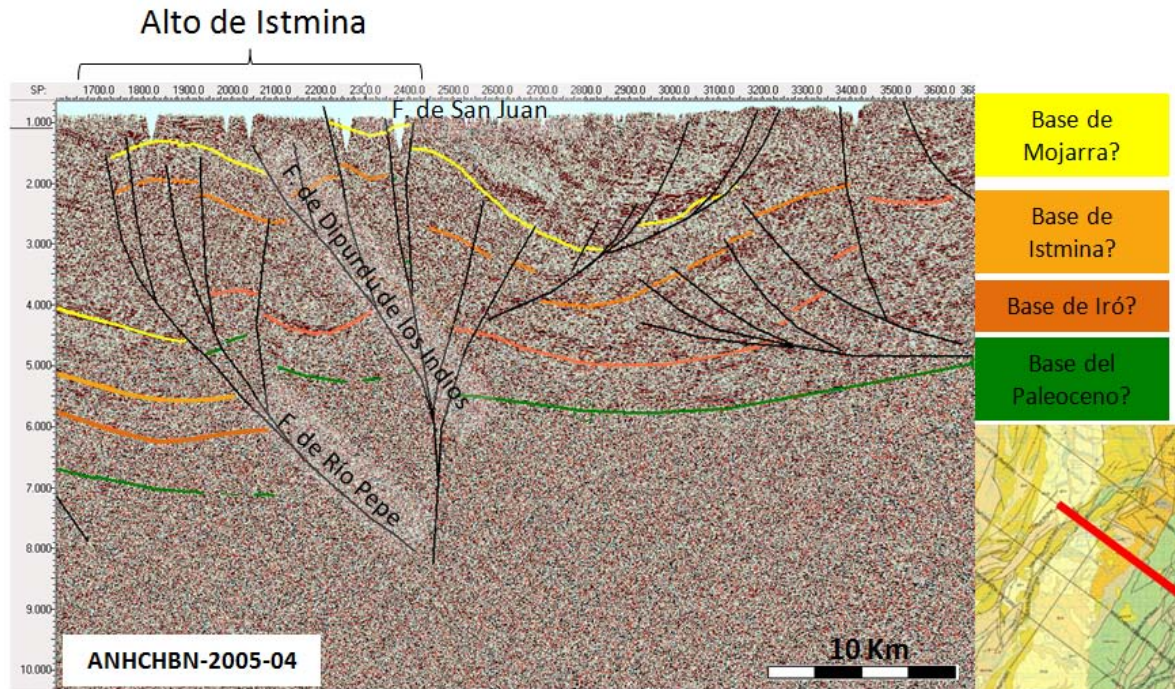 Alto de Istmina
SP: 1700.0 1800.0 1900.0 2000.0 2100.0 2200.0 2300.0 2400.0 2500.0 2600.0 2700.0 2800.0 2900.0 3000.0 3100.0 3200.0 3300.0 3400.0 3500.0 3600.0 368
F. de San Juan
1.000
2.000
3.000
4.000
5.000
6.000
7.000
8.000
9.000
10.000
F. de Dipurdu de los Indios
F. de Río Pepe
ANHCHBN-2005-04
10 Km
Base de
Mojarra?
Base de
Istmina?
Base de Iró?
Base del
Paleoceno?